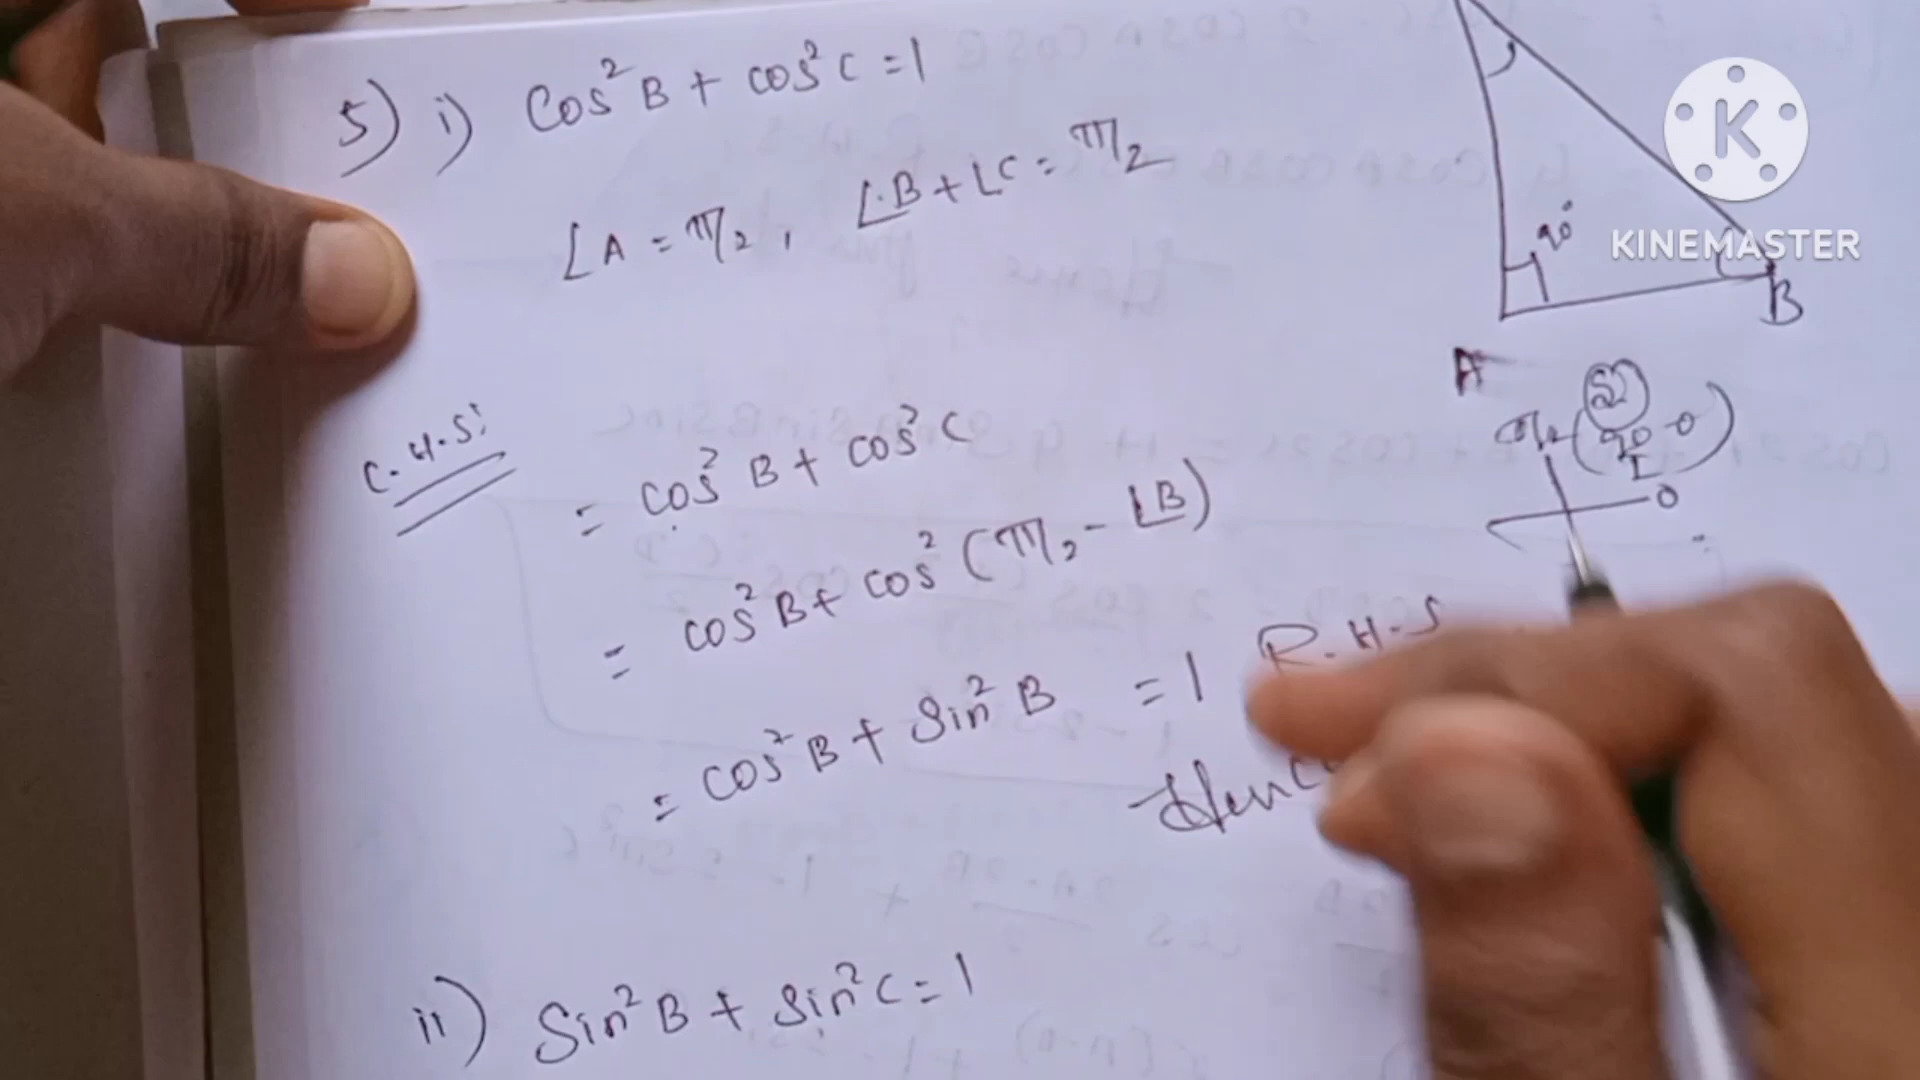 5) i) Cos²B + cos²C = 1
∠A = π/2, ∠B + ∠C = π/2
90°
KINEMASTER
B
A
L.H.S:
= cos²B + cos²C
= cos²B + cos²(π/2 - ∠B)
= cos²B + Sin²B = 1 R.H.S
ii) Sin²B + Sin²C = 1